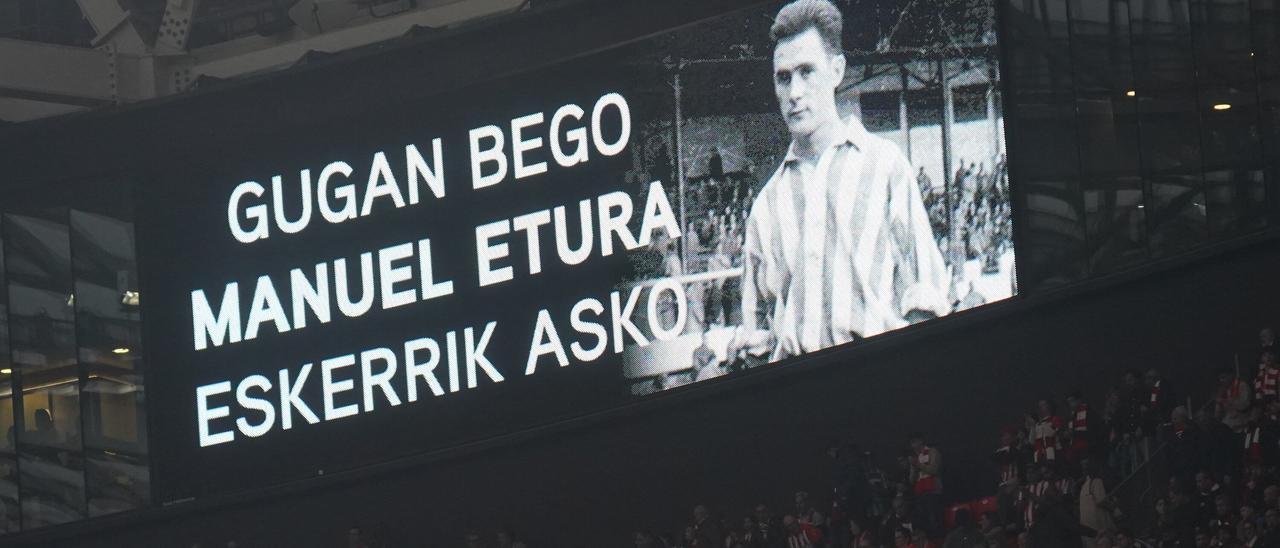 GUGAN BEGO
MANUEL ETURA
ESKERRIK ASKO